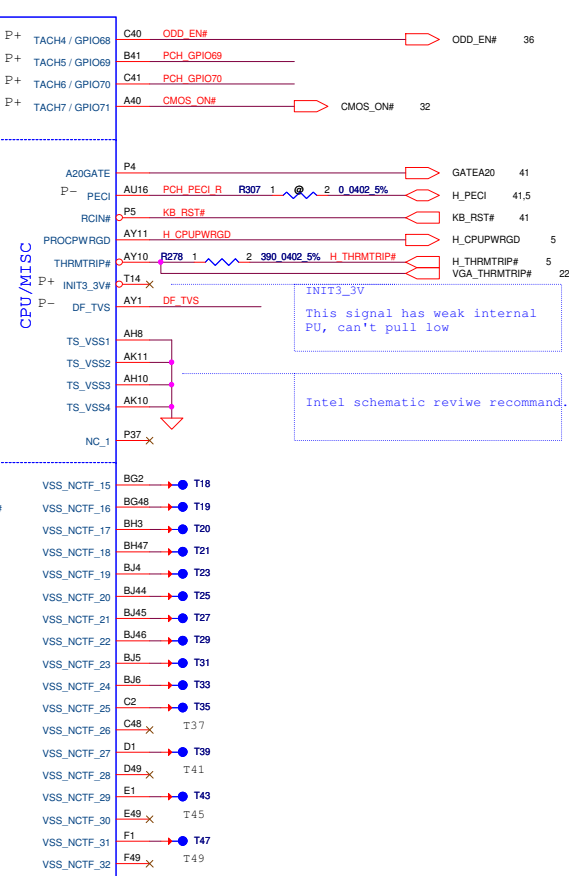 P+ TACH4 / GPIO68 C40 ODD_EN# ODD_EN# 36
P+ TACH5 / GPIO69 B41 PCH_GPIO69
P+ TACH6 / GPIO70 C41 PCH_GPIO70
P+ TACH7 / GPIO71 A40 CMOS_ON# CMOS_ON# 32
CPU/MISC
A20GATE P4 GATEA20 41
P- PECI AU16 PCH_PECI_R R307 1 @ 2 0_0402_5% H_PECI 41,5
RCIN# P5 KB_RST# KB_RST# 41
PROCPWRGD AY11 H_CPUPWRGD H_CPUPWRGD 5
THRMTRIP# AY10 R278 1 2 390_0402_5% H_THRMTRIP# H_THRMTRIP# 5
VGA_THRMTRIP# 22
P+ INIT3_3V# T14
INIT3_3V
P- DF_TVS AY1 DF_TVS
This signal has weak internal
PU, can't pull low
TS_VSS1 AH8
TS_VSS2 AK11
TS_VSS3 AH10
TS_VSS4 AK10
Intel schematic reviwe recommand.
NC_1 P37
VSS_NCTF_15 BG2 T18
VSS_NCTF_16 BG48 T19
VSS_NCTF_17 BH3 T20
VSS_NCTF_18 BH47 T21
VSS_NCTF_19 BJ4 T23
VSS_NCTF_20 BJ44 T25
VSS_NCTF_21 BJ45 T27
VSS_NCTF_22 BJ46 T29
VSS_NCTF_23 BJ5 T31
VSS_NCTF_24 BJ6 T33
VSS_NCTF_25 C2 T35
VSS_NCTF_26 C48 T37
VSS_NCTF_27 D1 T39
VSS_NCTF_28 D49 T41
VSS_NCTF_29 E1 T43
VSS_NCTF_30 E49 T45
VSS_NCTF_31 F1 T47
VSS_NCTF_32 F49 T49